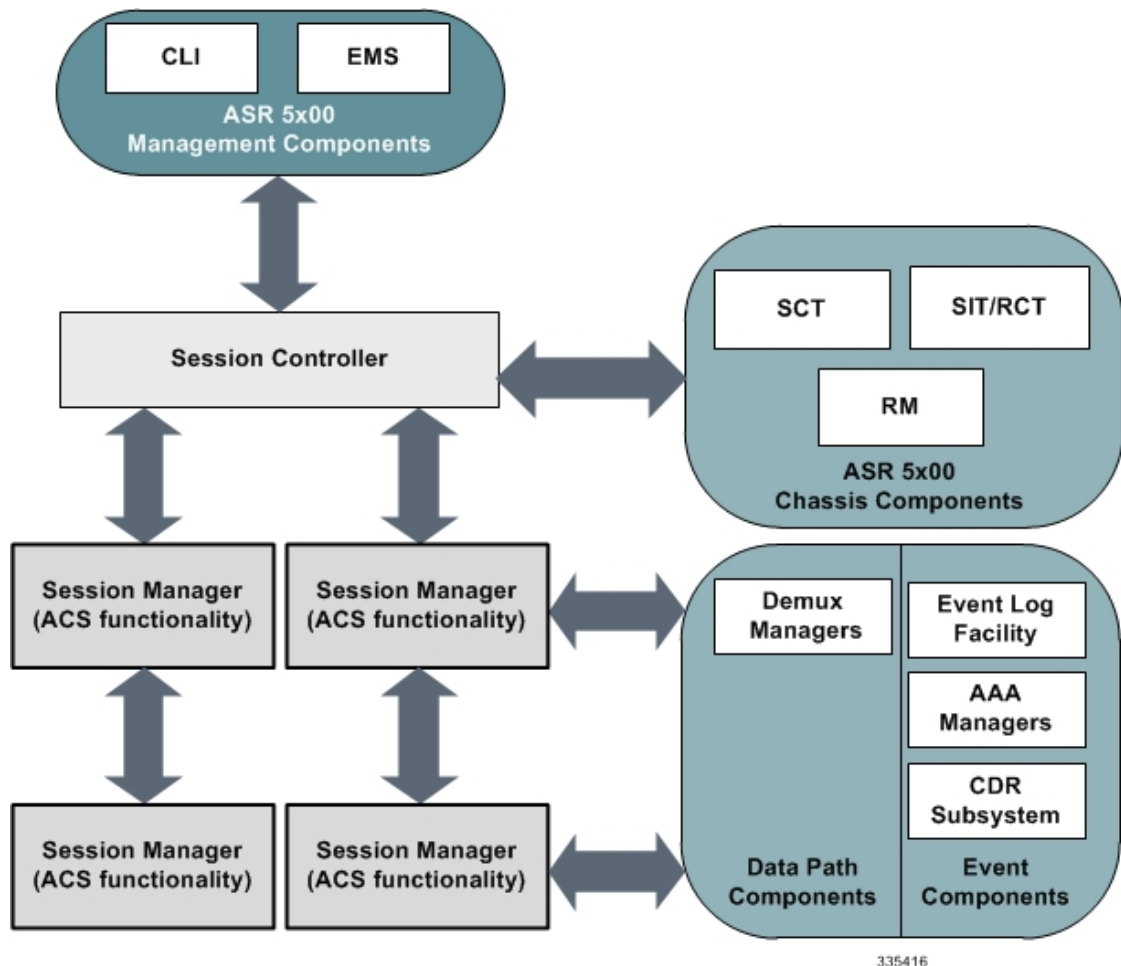 CLI
EMS
ASR 5x00
Management Components
SCT
SIT/RCT
Session Controller
RM
ASR 5x00
Chassis Components
Session Manager
(ACS functionality)
Session Manager
(ACS functionality)
Demux
Managers
Event Log
Facility
AAA
Managers
CDR
Subsystem
Session Manager
(ACS functionality)
Session Manager
(ACS functionality)
Data Path
Components
Event
Components
335416